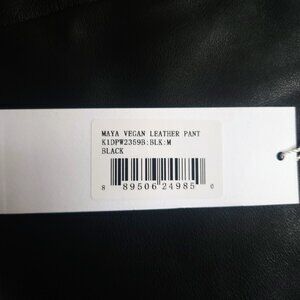 MAYA VEGAN LEATHER PANT
K1DPW2359B:BLK:M
BLACK
8 89506 24985 0